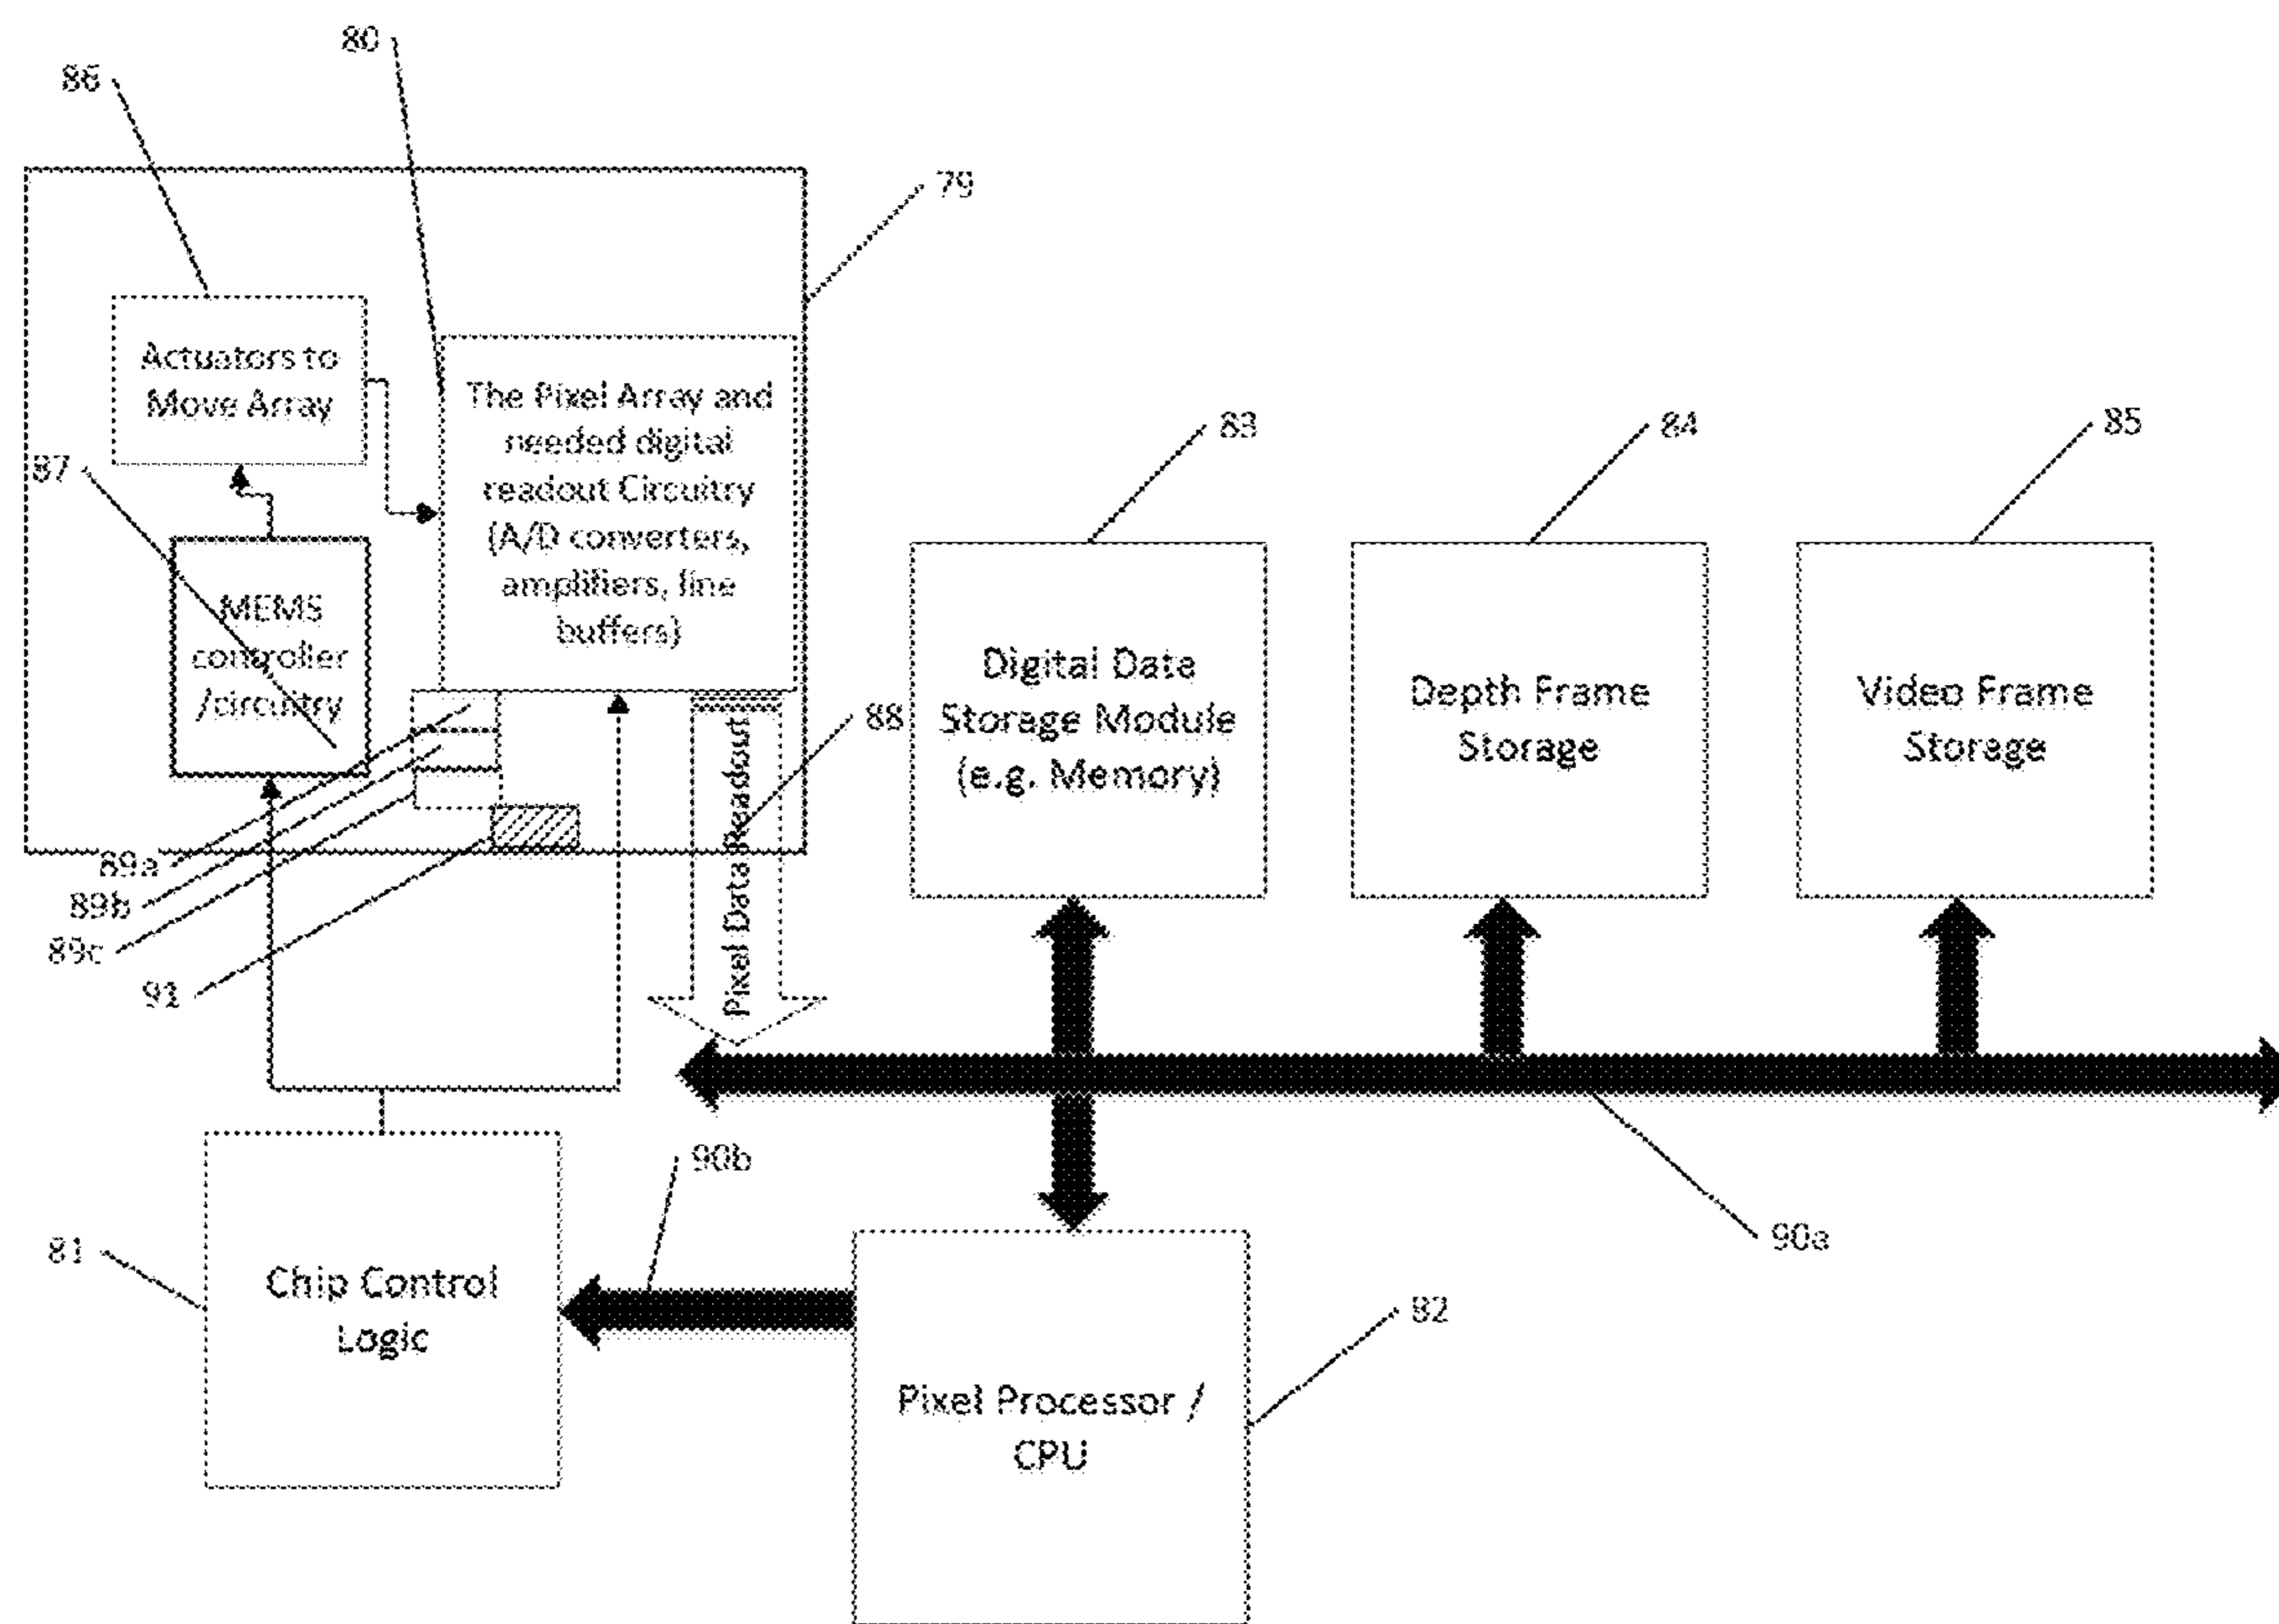 80
86
79
Actuators to
Move Array
The Pixel Array and
needed digital
readout Circuitry
(A/D converters,
amplifiers, line
buffers)
87
MEMS
controller
/circuitry
83
84
85
Digital Data
Storage Module
(e.g. Memory)
Depth Frame
Storage
Video Frame
Storage
88
Pixel Data Readout
89a
89b
89c
91
90b
90a
81
Chip Control
Logic
82
Pixel Processor /
CPU